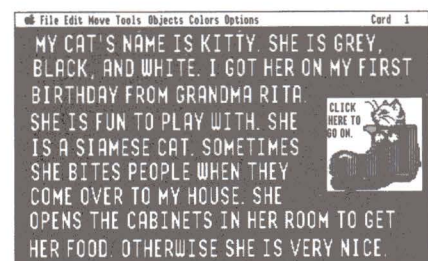 File Edit Move Tools Objects Colors Options Card 1
MY CAT'S NAME IS KITTY. SHE IS GREY,
BLACK, AND WHITE. I GOT HER ON MY FIRST
BIRTHDAY FROM GRANDMA RITA.
SHE IS FUN TO PLAY WITH. SHE
IS A SIAMESE CAT. SOMETIMES
SHE BITES PEOPLE WHEN THEY
COME OVER TO MY HOUSE. SHE
OPENS THE CABINETS IN HER ROOM TO GET
HER FOOD. OTHERWISE SHE IS VERY NICE.
CLICK
HERE TO
GO ON.